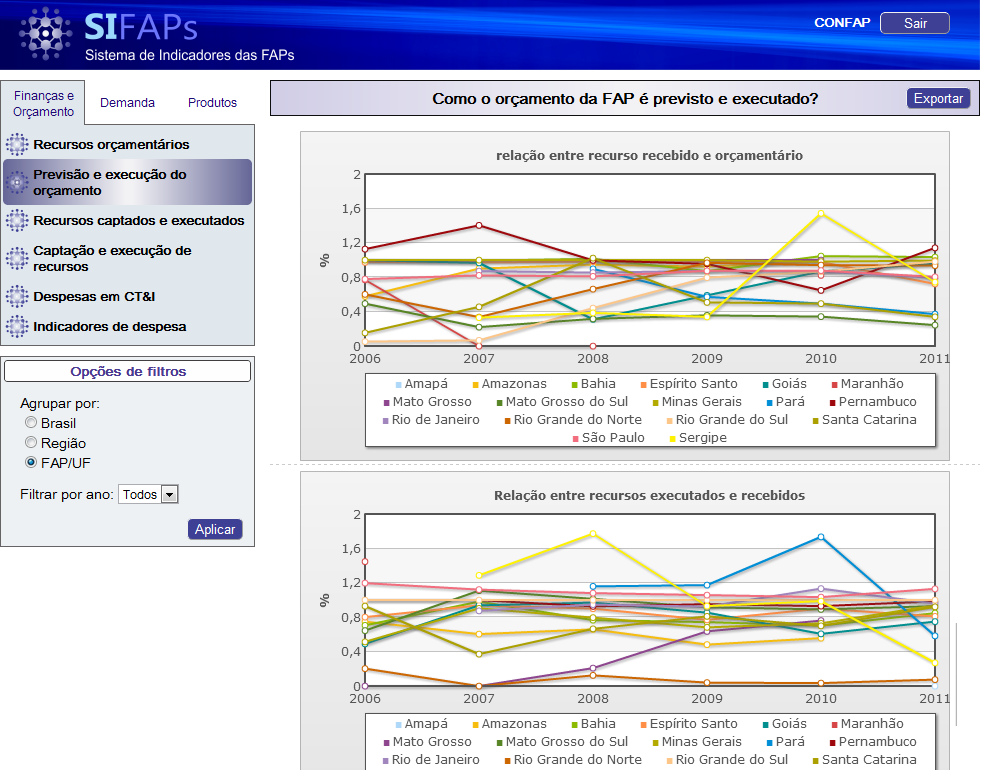 SIFAPs
Sistema de Indicadores das FAPs
CONFAP
Sair
Finanças e
Orçamento
Demanda
Produtos
Recursos orçamentários
Previsão e execução do
orçamento
Recursos captados e executados
Captação e execução de
recursos
Despesas em CT&I
Indicadores de despesa
Opções de filtros
Agrupar por:
Brasil
Região
FAP/UF
Filtrar por ano: Todos
Aplicar
Como o orçamento da FAP é previsto e executado?
Exportar
relação entre recurso recebido e orçamentário
2
1,6
1,2
0,8
0,4
0
%
2006 2007 2008 2009 2010 2011
Amapá Amazonas Bahia Espírito Santo Goiás Maranhão
Mato Grosso Mato Grosso do Sul Minas Gerais Pará Pernambuco
Rio de Janeiro Rio Grande do Norte Rio Grande do Sul Santa Catarina
São Paulo Sergipe
Relação entre recursos executados e recebidos
2
1,6
1,2
0,8
0,4
0
%
2006 2007 2008 2009 2010 2011
Amapá Amazonas Bahia Espírito Santo Goiás Maranhão
Mato Grosso Mato Grosso do Sul Minas Gerais Pará Pernambuco
Rio de Janeiro Rio Grande do Norte Rio Grande do Sul Santa Catarina